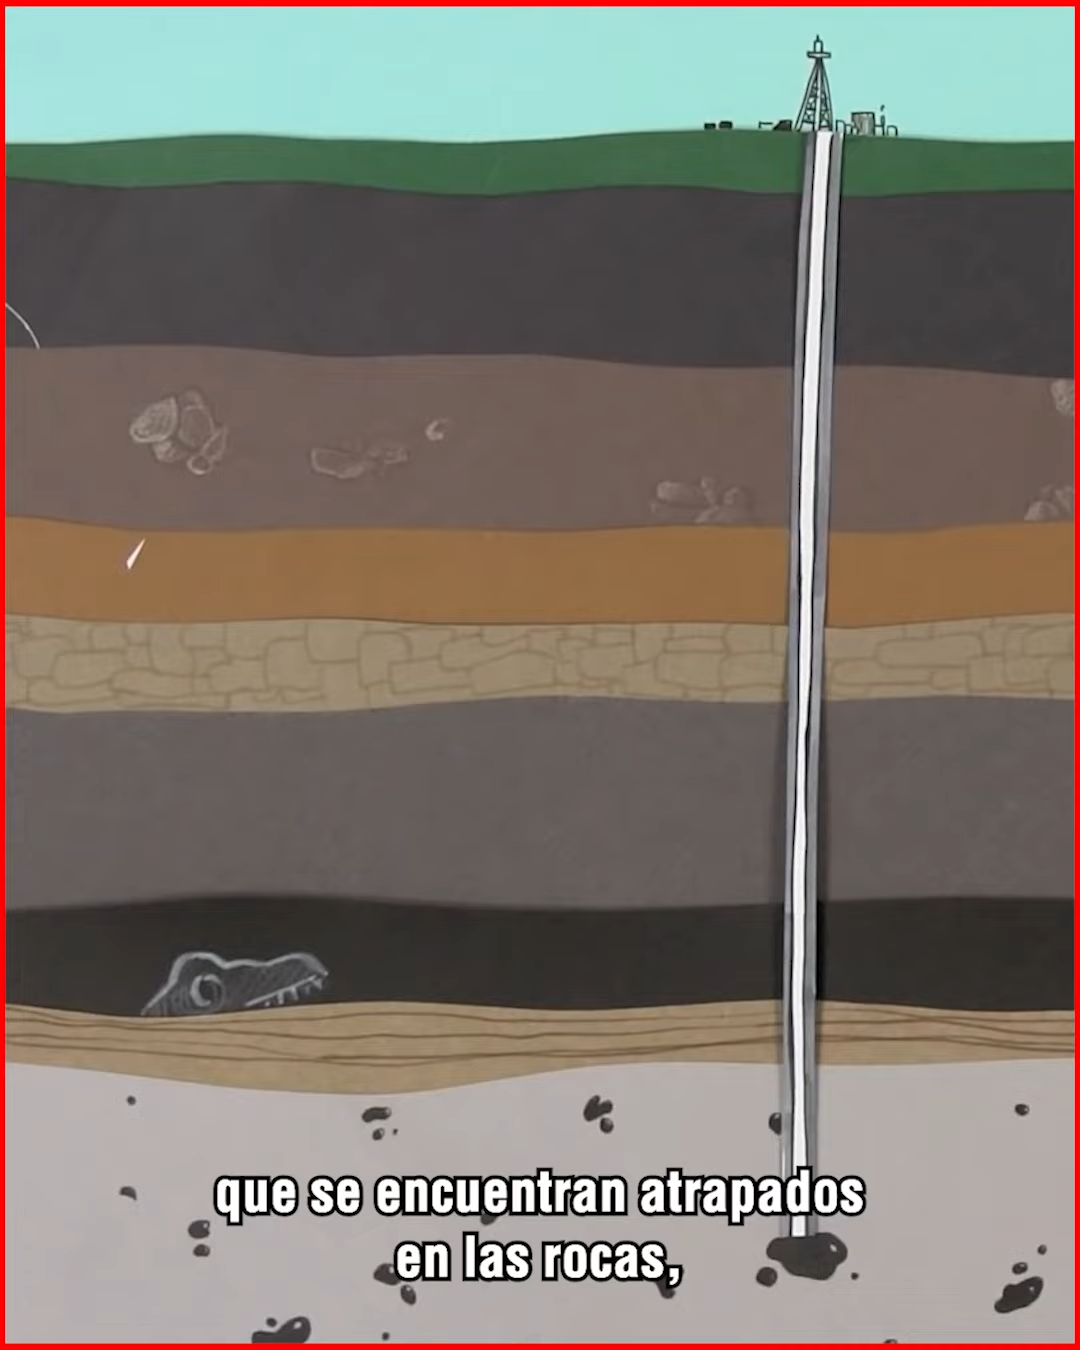 que se encuentran atrapados
en las rocas,